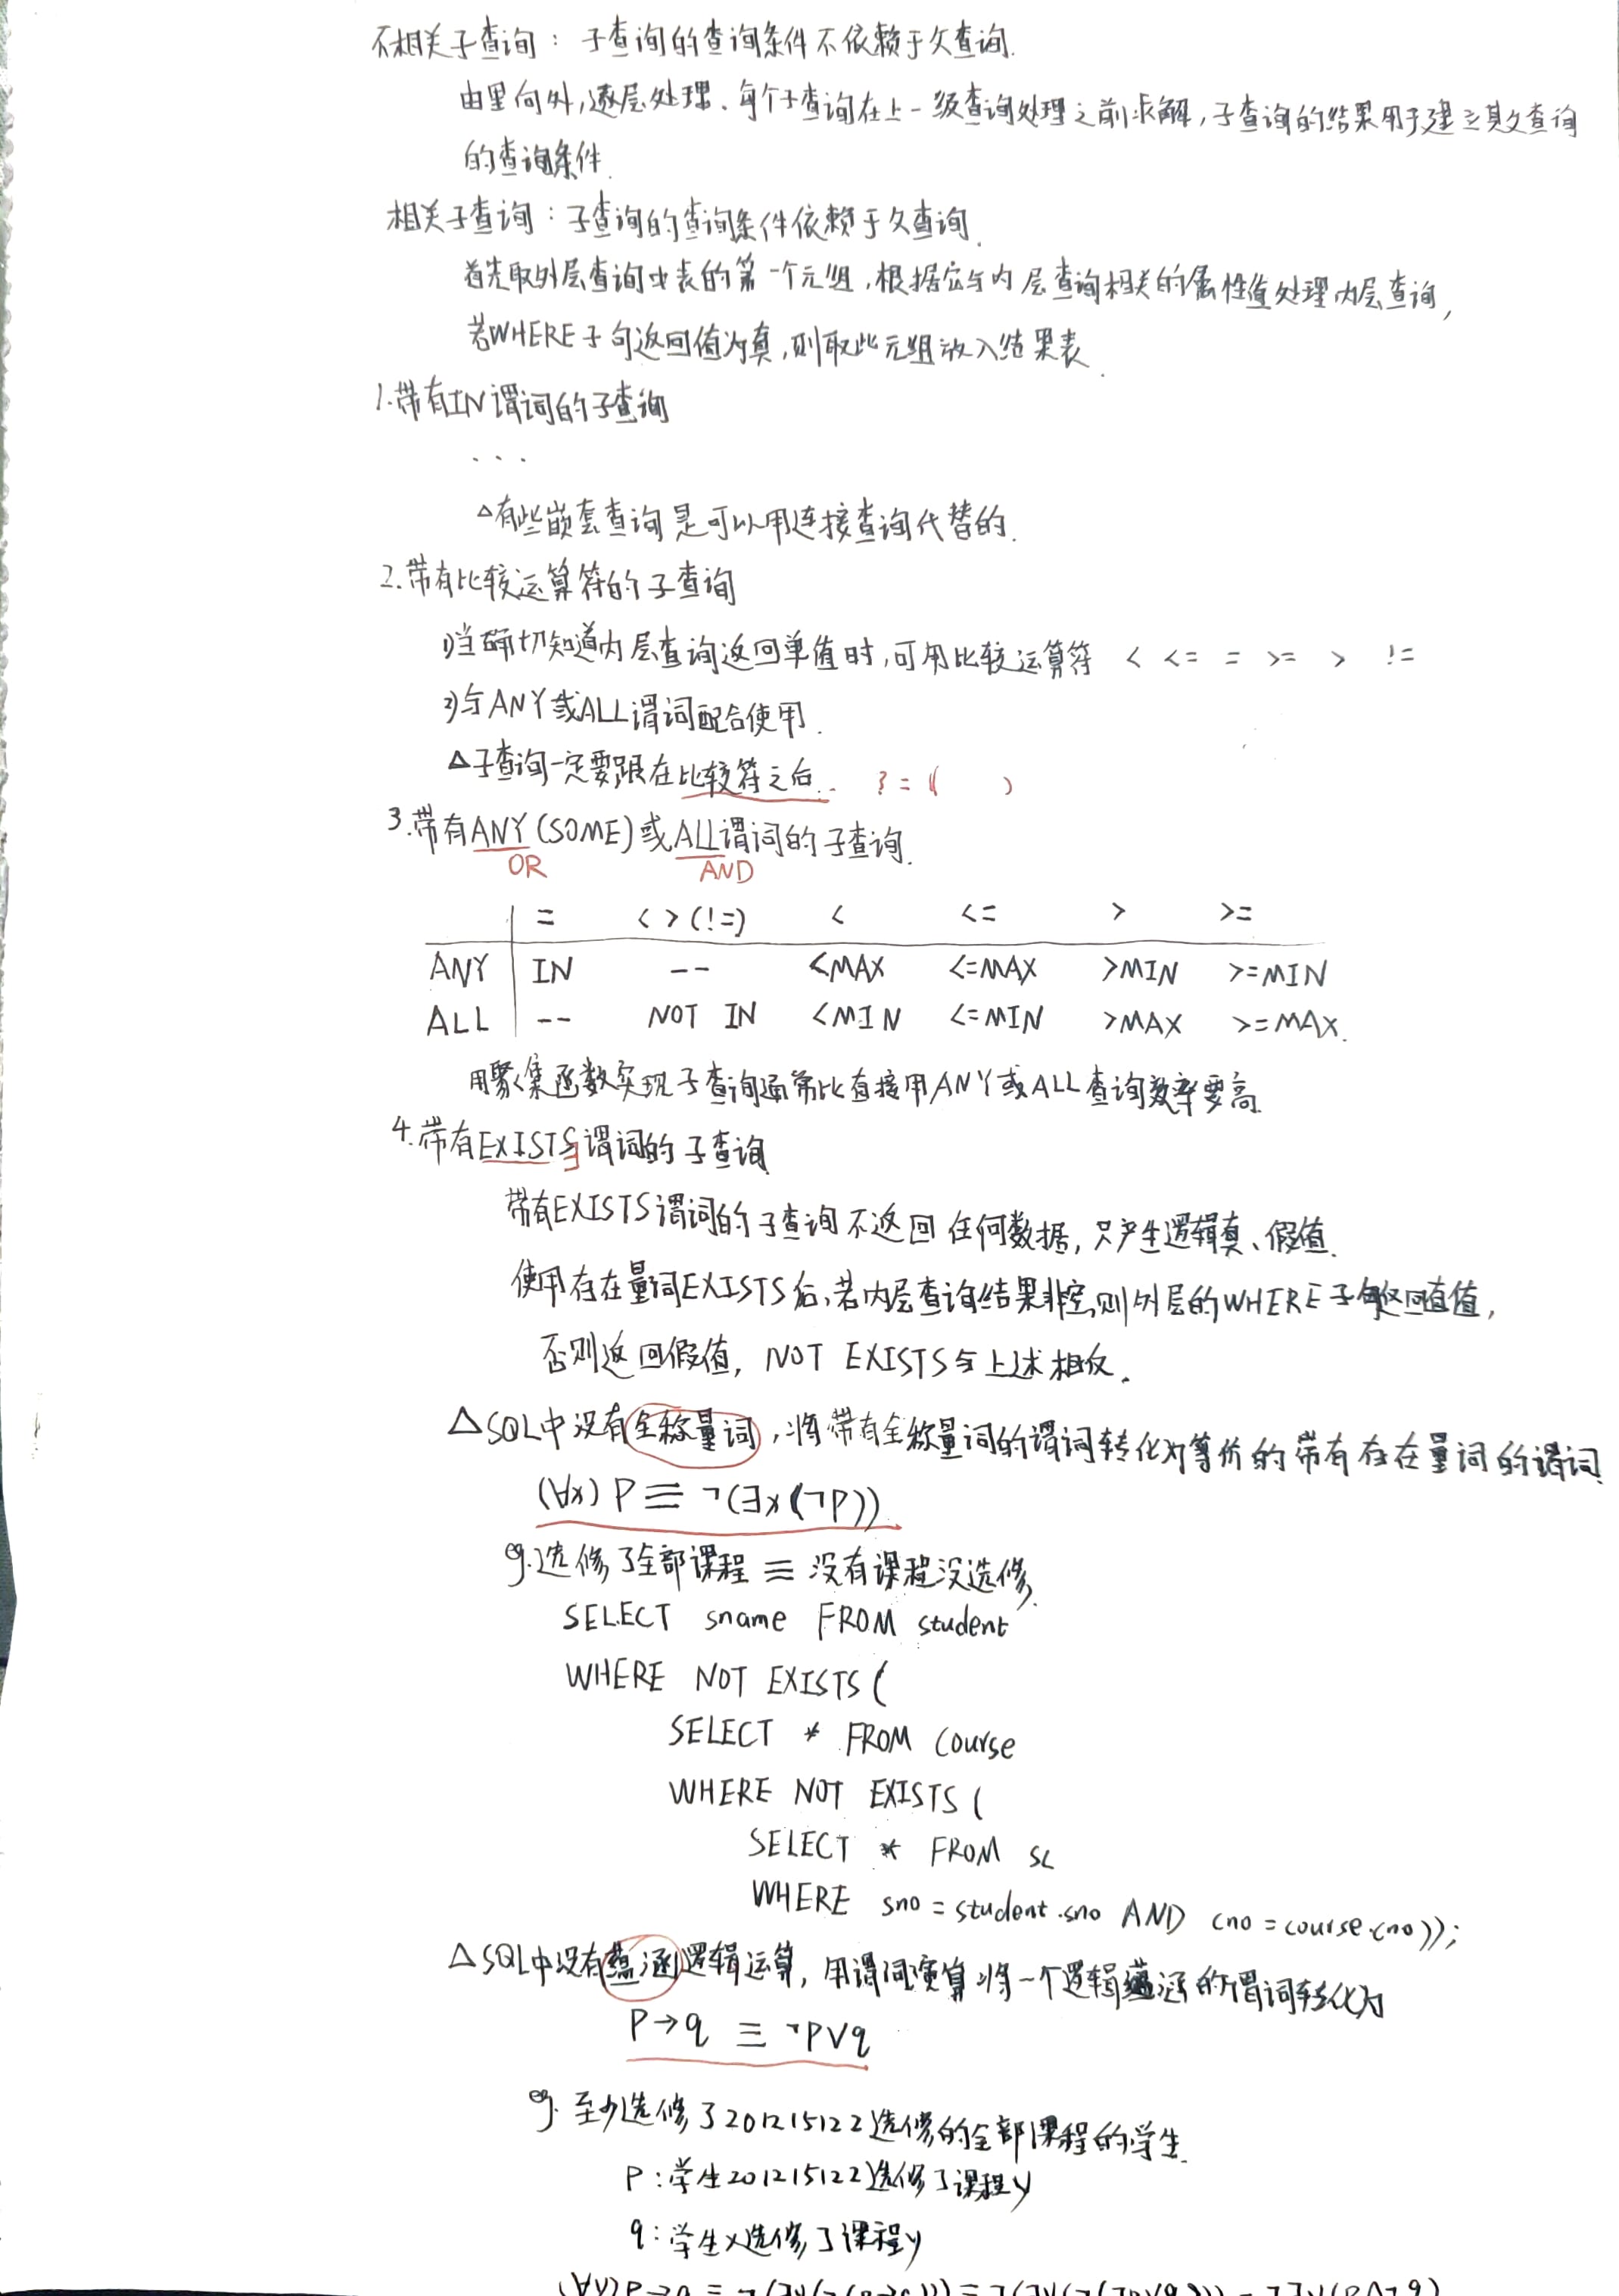 不相关子查询：子查询的查询条件不依赖于父查询.
由里向外,逐层处理、每个子查询在上一级查询处理之前求解,子查询的结果用于建立其父查询
的查询条件.
相关子查询：子查询的查询条件依赖于父查询.
首先取外层查询中表的第一个元组,根据它与内层查询相关的属性值处理内层查询,
若WHERE子句返回值为真,则取此元组放入结果表.
1.带有IN谓词的子查询
...
△有些嵌套查询是可以用连接查询代替的.
2.带有比较运算符的子查询
1)当确切知道内层查询返回单值时,可用比较运算符 < <= = >= > !=
2)与ANY或ALL谓词配合使用.
△子查询一定要跟在比较符之后. ? = ( )
3.带有ANY(SOME)或ALL谓词的子查询.
OR AND
= <>(!=) < <= > >=
ANY IN -- <MAX <=MAX >MIN >=MIN
ALL -- NOT IN <MIN <=MIN >MAX >=MAX.
用聚集函数实现子查询通常比直接用ANY或ALL查询效率要高.
4.带有EXISTS谓词的子查询.
∃
带有EXISTS谓词的子查询不返回任何数据,只产生逻辑真、假值.
使用存在量词EXISTS后,若内层查询结果非空,则外层的WHERE子句返回真值,
否则返回假值, NOT EXISTS与上述相反.
△SQL中没有全称量词,将带有全称量词的谓词转化为等价的带有存在量词的谓词.
(∀x) P ≡ ¬(∃x(¬P))
eg.选修了全部课程 ≡ 没有课程没选修.
SELECT sname FROM student
WHERE NOT EXISTS(
SELECT * FROM course
WHERE NOT EXISTS(
SELECT * FROM sc
WHERE sno=student.sno AND cno=course.cno));
△SQL中没有蕴涵逻辑运算,用谓词演算将一个逻辑蕴涵的谓词转化为
P→q ≡ ¬P∨q
eg. 至少选修了201215122选修的全部课程的学生.
P:学生201215122选修了课程y
q:学生x选修了课程y